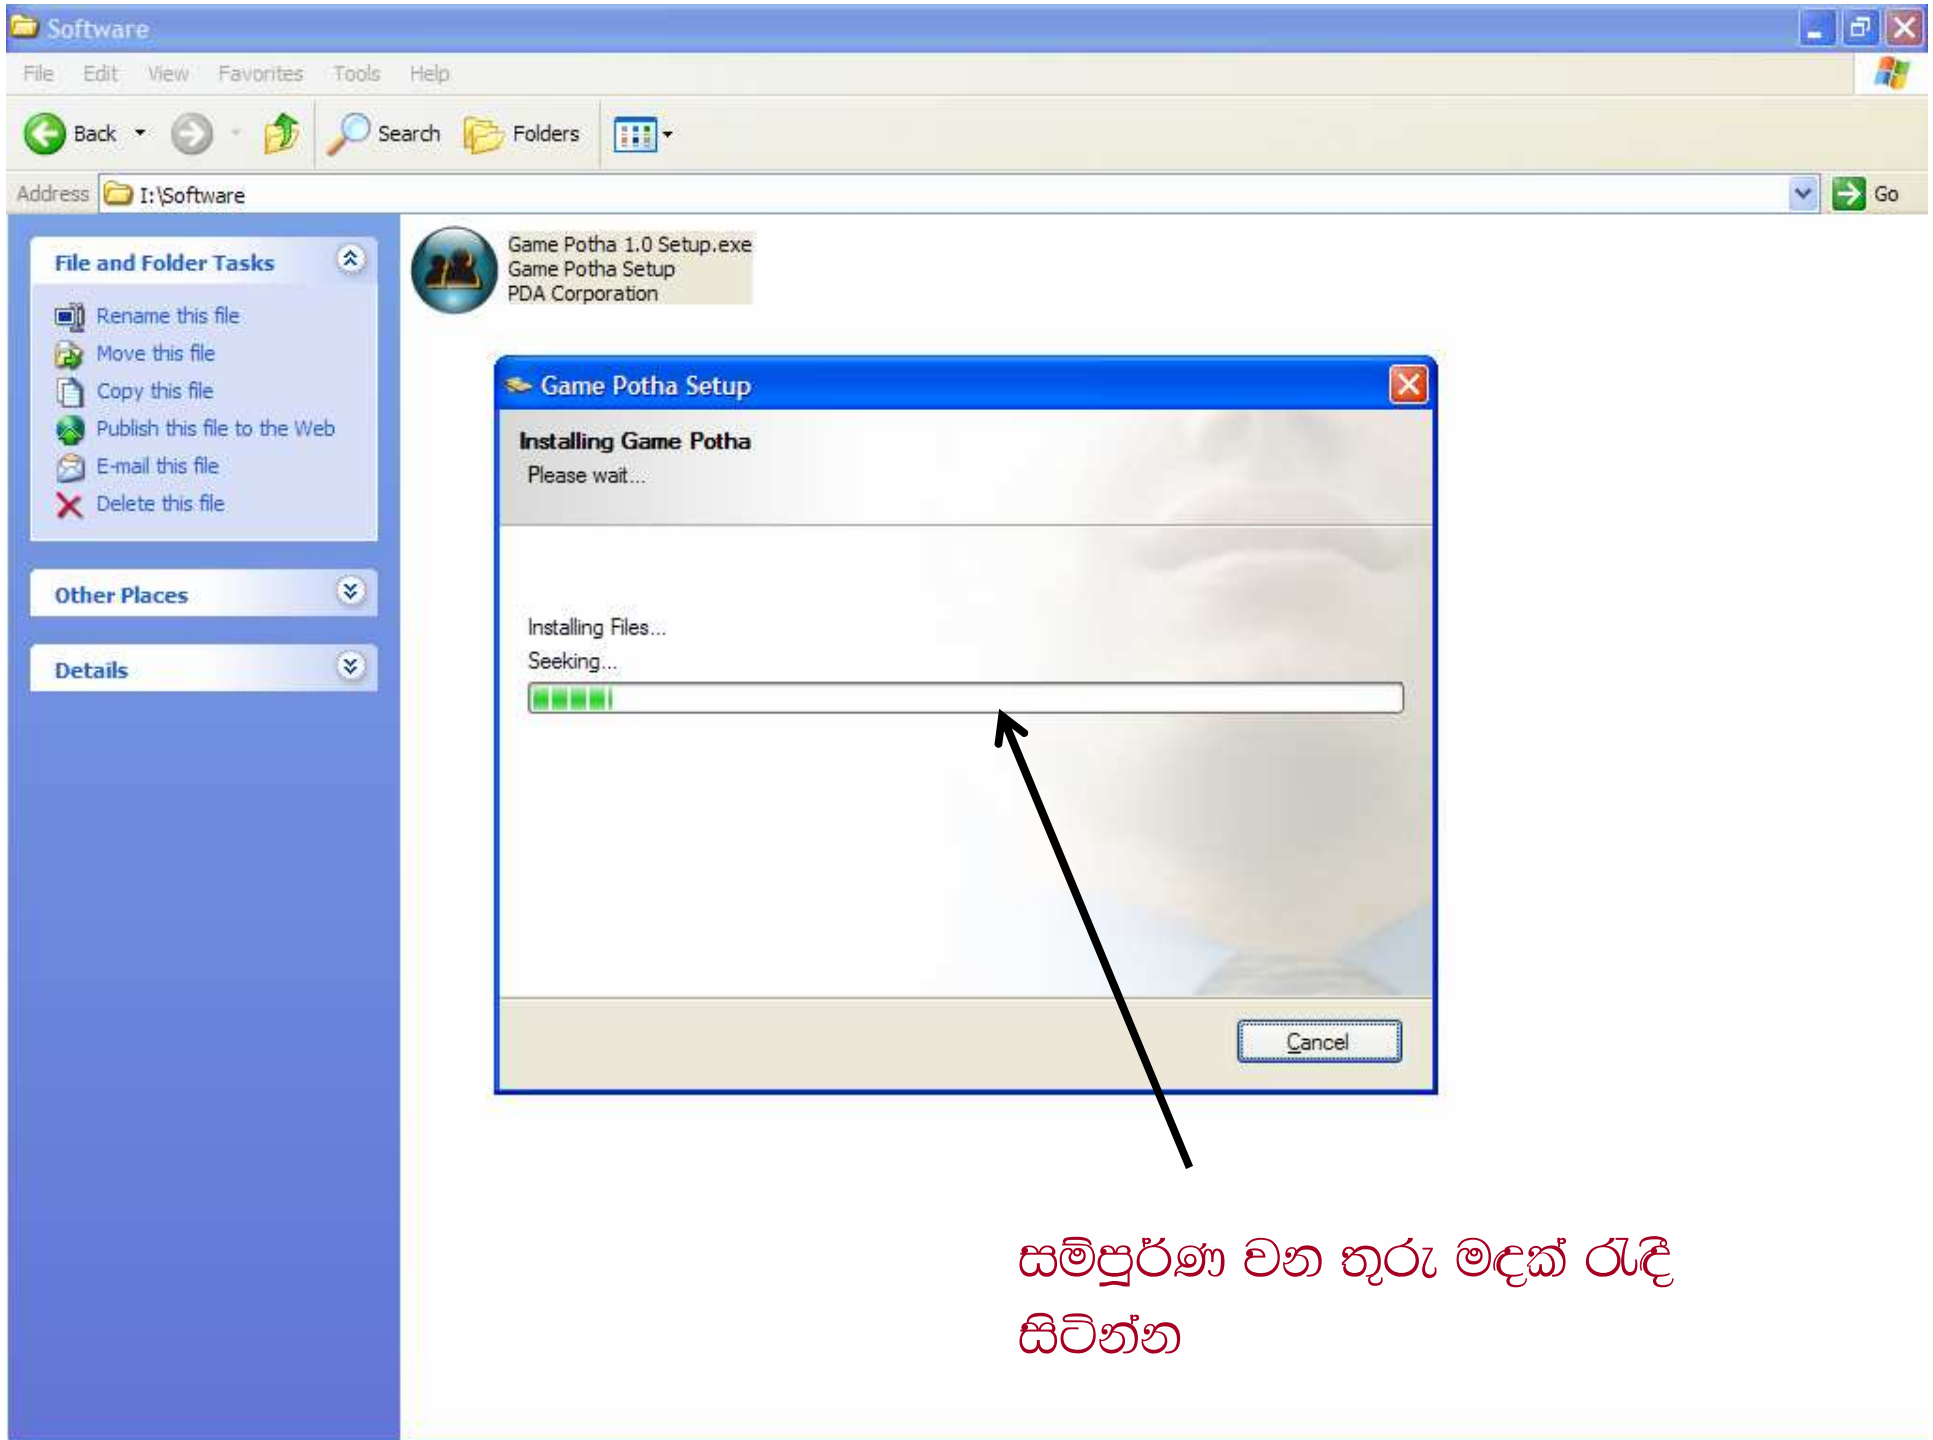 Software
File Edit View Favorites Tools Help
Back Search Folders
Address I:\Software Go
File and Folder Tasks
Rename this file
Move this file
Copy this file
Publish this file to the Web
E-mail this file
Delete this file
Other Places
Details
Game Potha 1.0 Setup.exe
Game Potha Setup
PDA Corporation
Game Potha Setup
Installing Game Potha
Please wait...
Installing Files...
Seeking...
Cancel
සම්පූර්ණ වන තුරු මඳක් රැඳී
සිටින්න